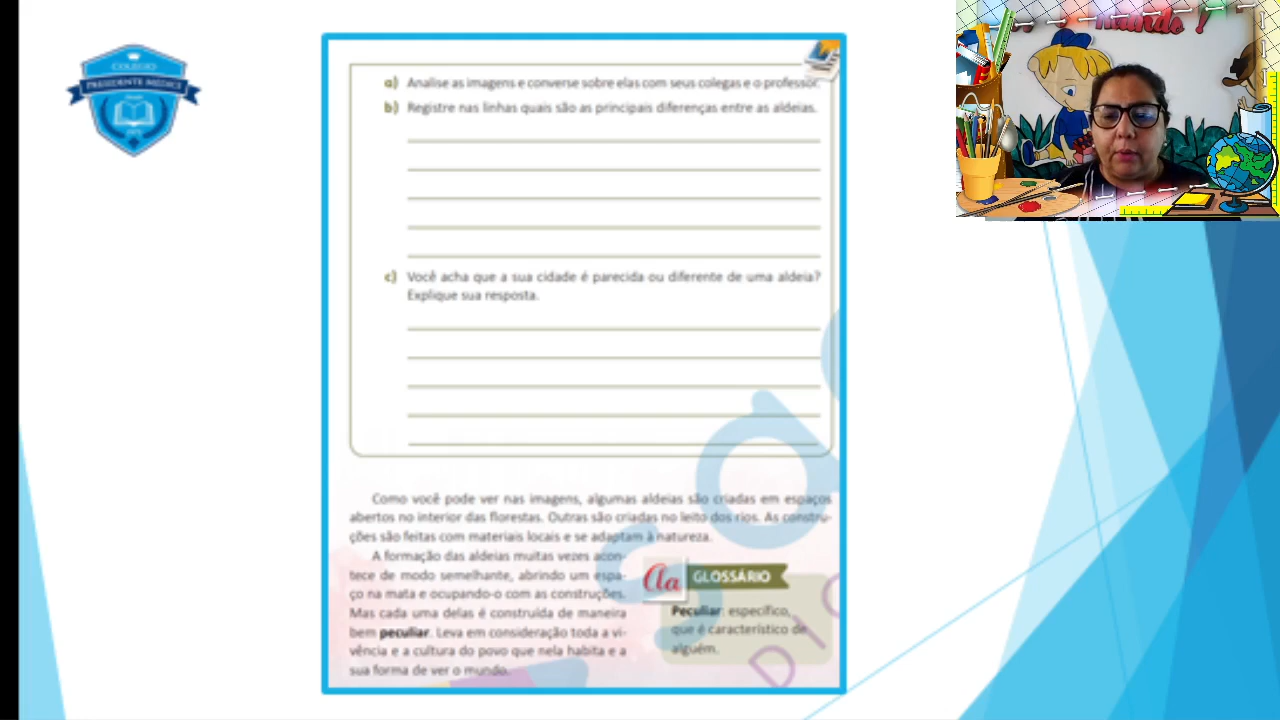 COLÉGIO
PRESIDENTE MÉDICI
a) Analise as imagens e converse sobre elas com seus colegas e o professor.
b) Registre nas linhas quais são as principais diferenças entre as aldeias.
c) Você acha que a sua cidade é parecida ou diferente de uma aldeia?
Explique sua resposta.
Como você pode ver nas imagens, algumas aldeias são criadas em espaços
abertos no interior das florestas. Outras são criadas no leito dos rios. As constru-
ções são feitas com materiais locais e se adaptam à natureza.
A formação das aldeias muitas vezes acon-
tece de modo semelhante, abrindo um espa-
ço na mata e ocupando-o com as construções.
Mas cada uma delas é construída de maneira
bem peculiar. Leva em consideração toda a vi-
vência e a cultura do povo que nela habita e a
sua forma de ver o mundo.
Aa GLOSSÁRIO
Peculiar: específico,
que é característico de
alguém.